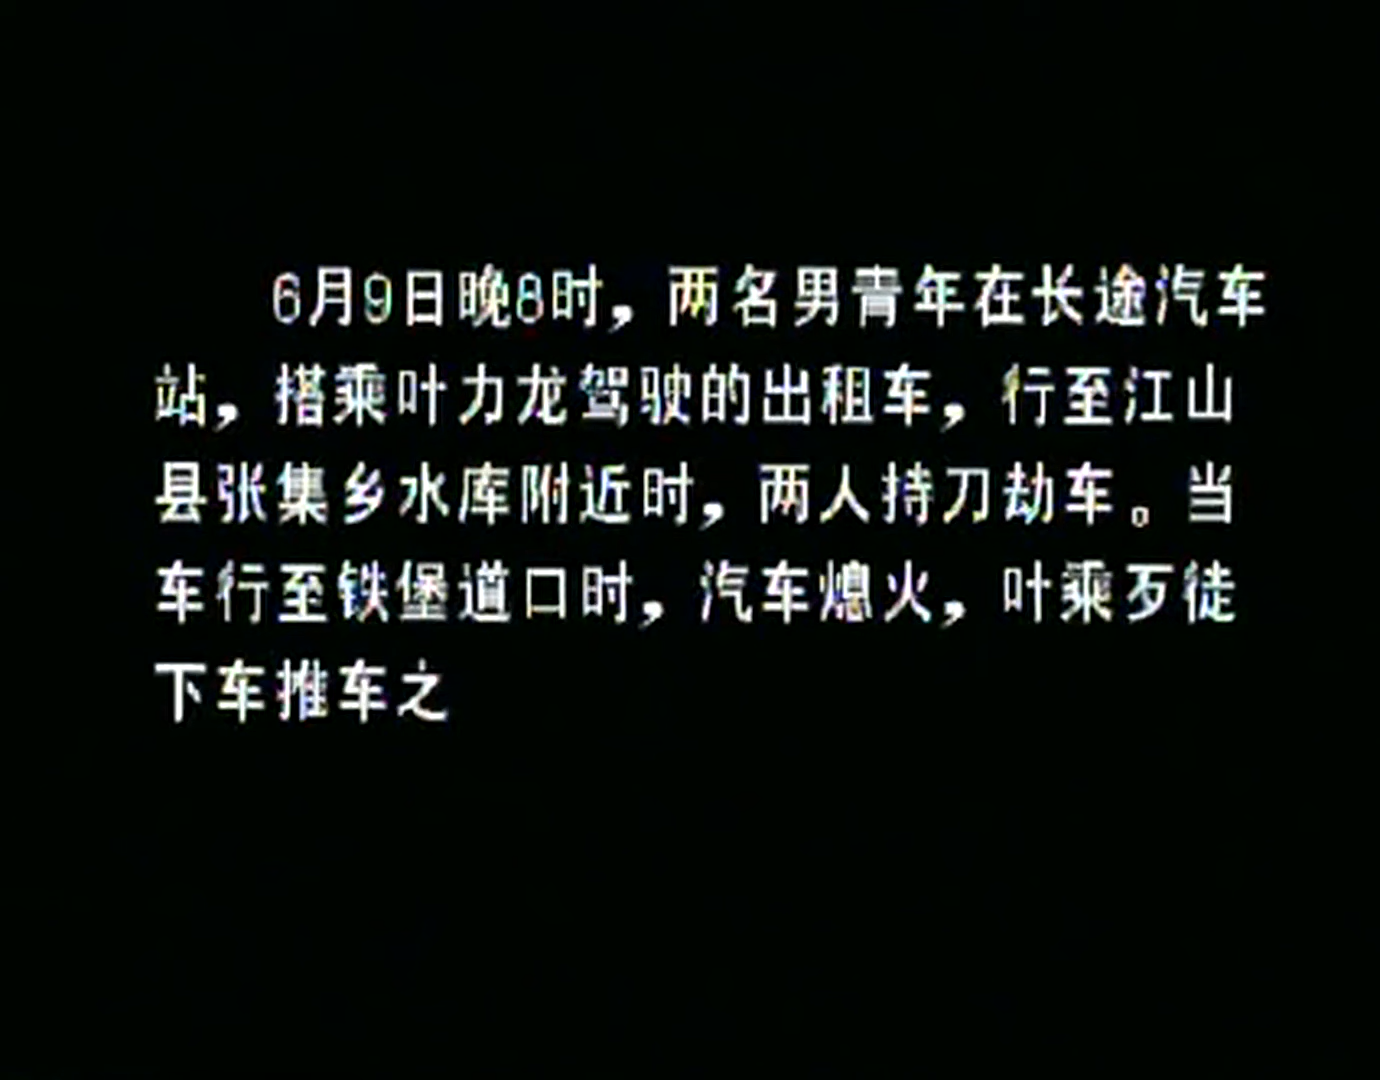 6月9日晚8时，两名男青年在长途汽车
站，搭乘叶力龙驾驶的出租车，行至江山
县张集乡水库附近时，两人持刀劫车。当
车行至铁堡道口时，汽车熄火，叶乘歹徒
下车推车之